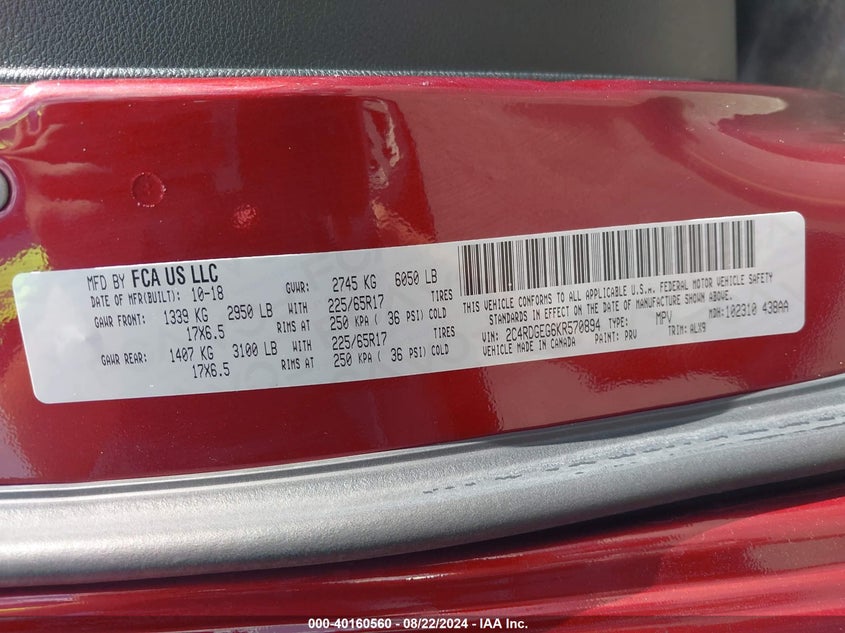 MFD BY FCA US LLC
DATE OF MFR(BUILT): 10-18 GVWR: 2745 KG 6050 LB
GAWR FRONT: 1339 KG 2950 LB WITH 225/65R17 TIRES
17X6.5 RIMS AT 250 KPA ( 36 PSI) COLD
GAWR REAR: 1407 KG 3100 LB WITH 225/65R17 TIRES
17X6.5 RIMS AT 250 KPA ( 36 PSI) COLD
THIS VEHICLE CONFORMS TO ALL APPLICABLE U.S.A. FEDERAL MOTOR VEHICLE SAFETY
STANDARDS IN EFFECT ON THE DATE OF MANUFACTURE SHOWN ABOVE.
VIN: 2C4RDGEG6KR570894 TYPE: MPV MDH: 102310 438AA
VEHICLE MADE IN CANADA PAINT: PRV TRIM: ALX9
000-40160560 - 08/22/2024 - IAA Inc.